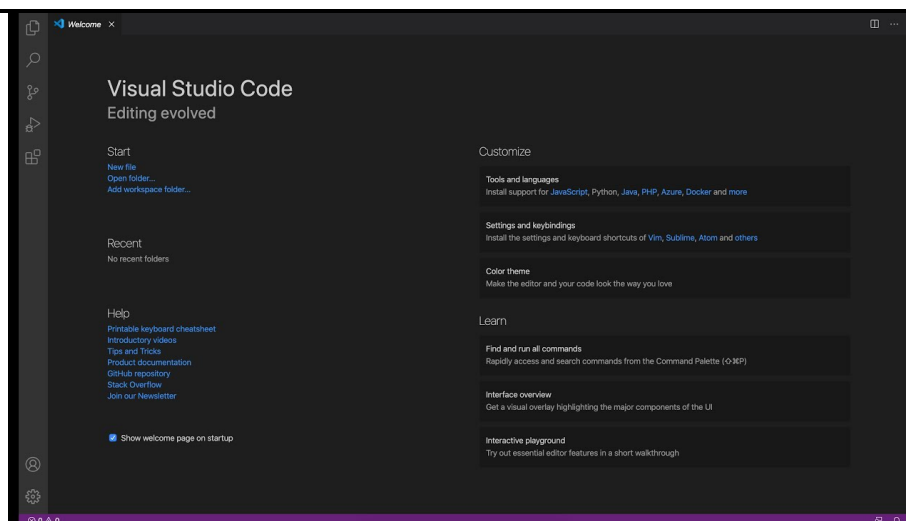 Welcome
Visual Studio Code
Editing evolved
Start
New file
Open folder...
Add workspace folder...
Recent
No recent folders
Help
Printable keyboard cheatsheet
Introductory videos
Tips and Tricks
Product documentation
GitHub repository
Stack Overflow
Join our Newsletter
Show welcome page on startup
Customize
Tools and languages
Install support for JavaScript, Python, Java, PHP, Azure, Docker and more
Settings and keybindings
Install the settings and keyboard shortcuts of Vim, Sublime, Atom and others
Color theme
Make the editor and your code look the way you love
Learn
Find and run all commands
Rapidly access and search commands from the Command Palette (⇧⌘P)
Interface overview
Get a visual overlay highlighting the major components of the UI
Interactive playground
Try out essential editor features in a short walkthrough
0 0